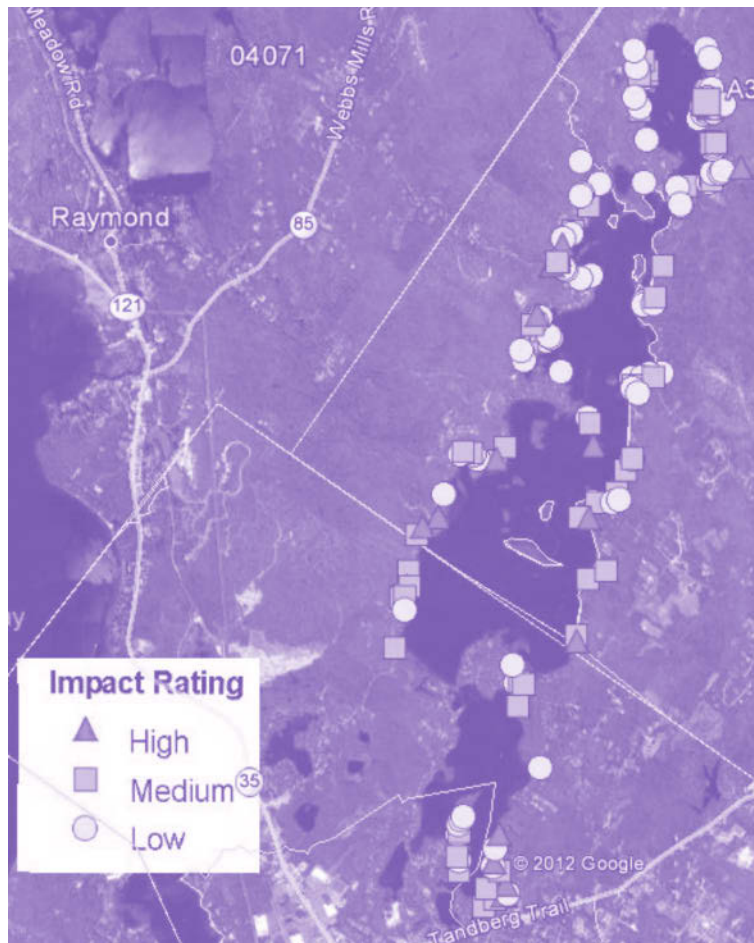 Meadow Rd
04071
Webbs Mills R
A3
Raymond
85
121
Impact Rating
High
Medium
Low
35
© 2012 Google
Tandberg Trail